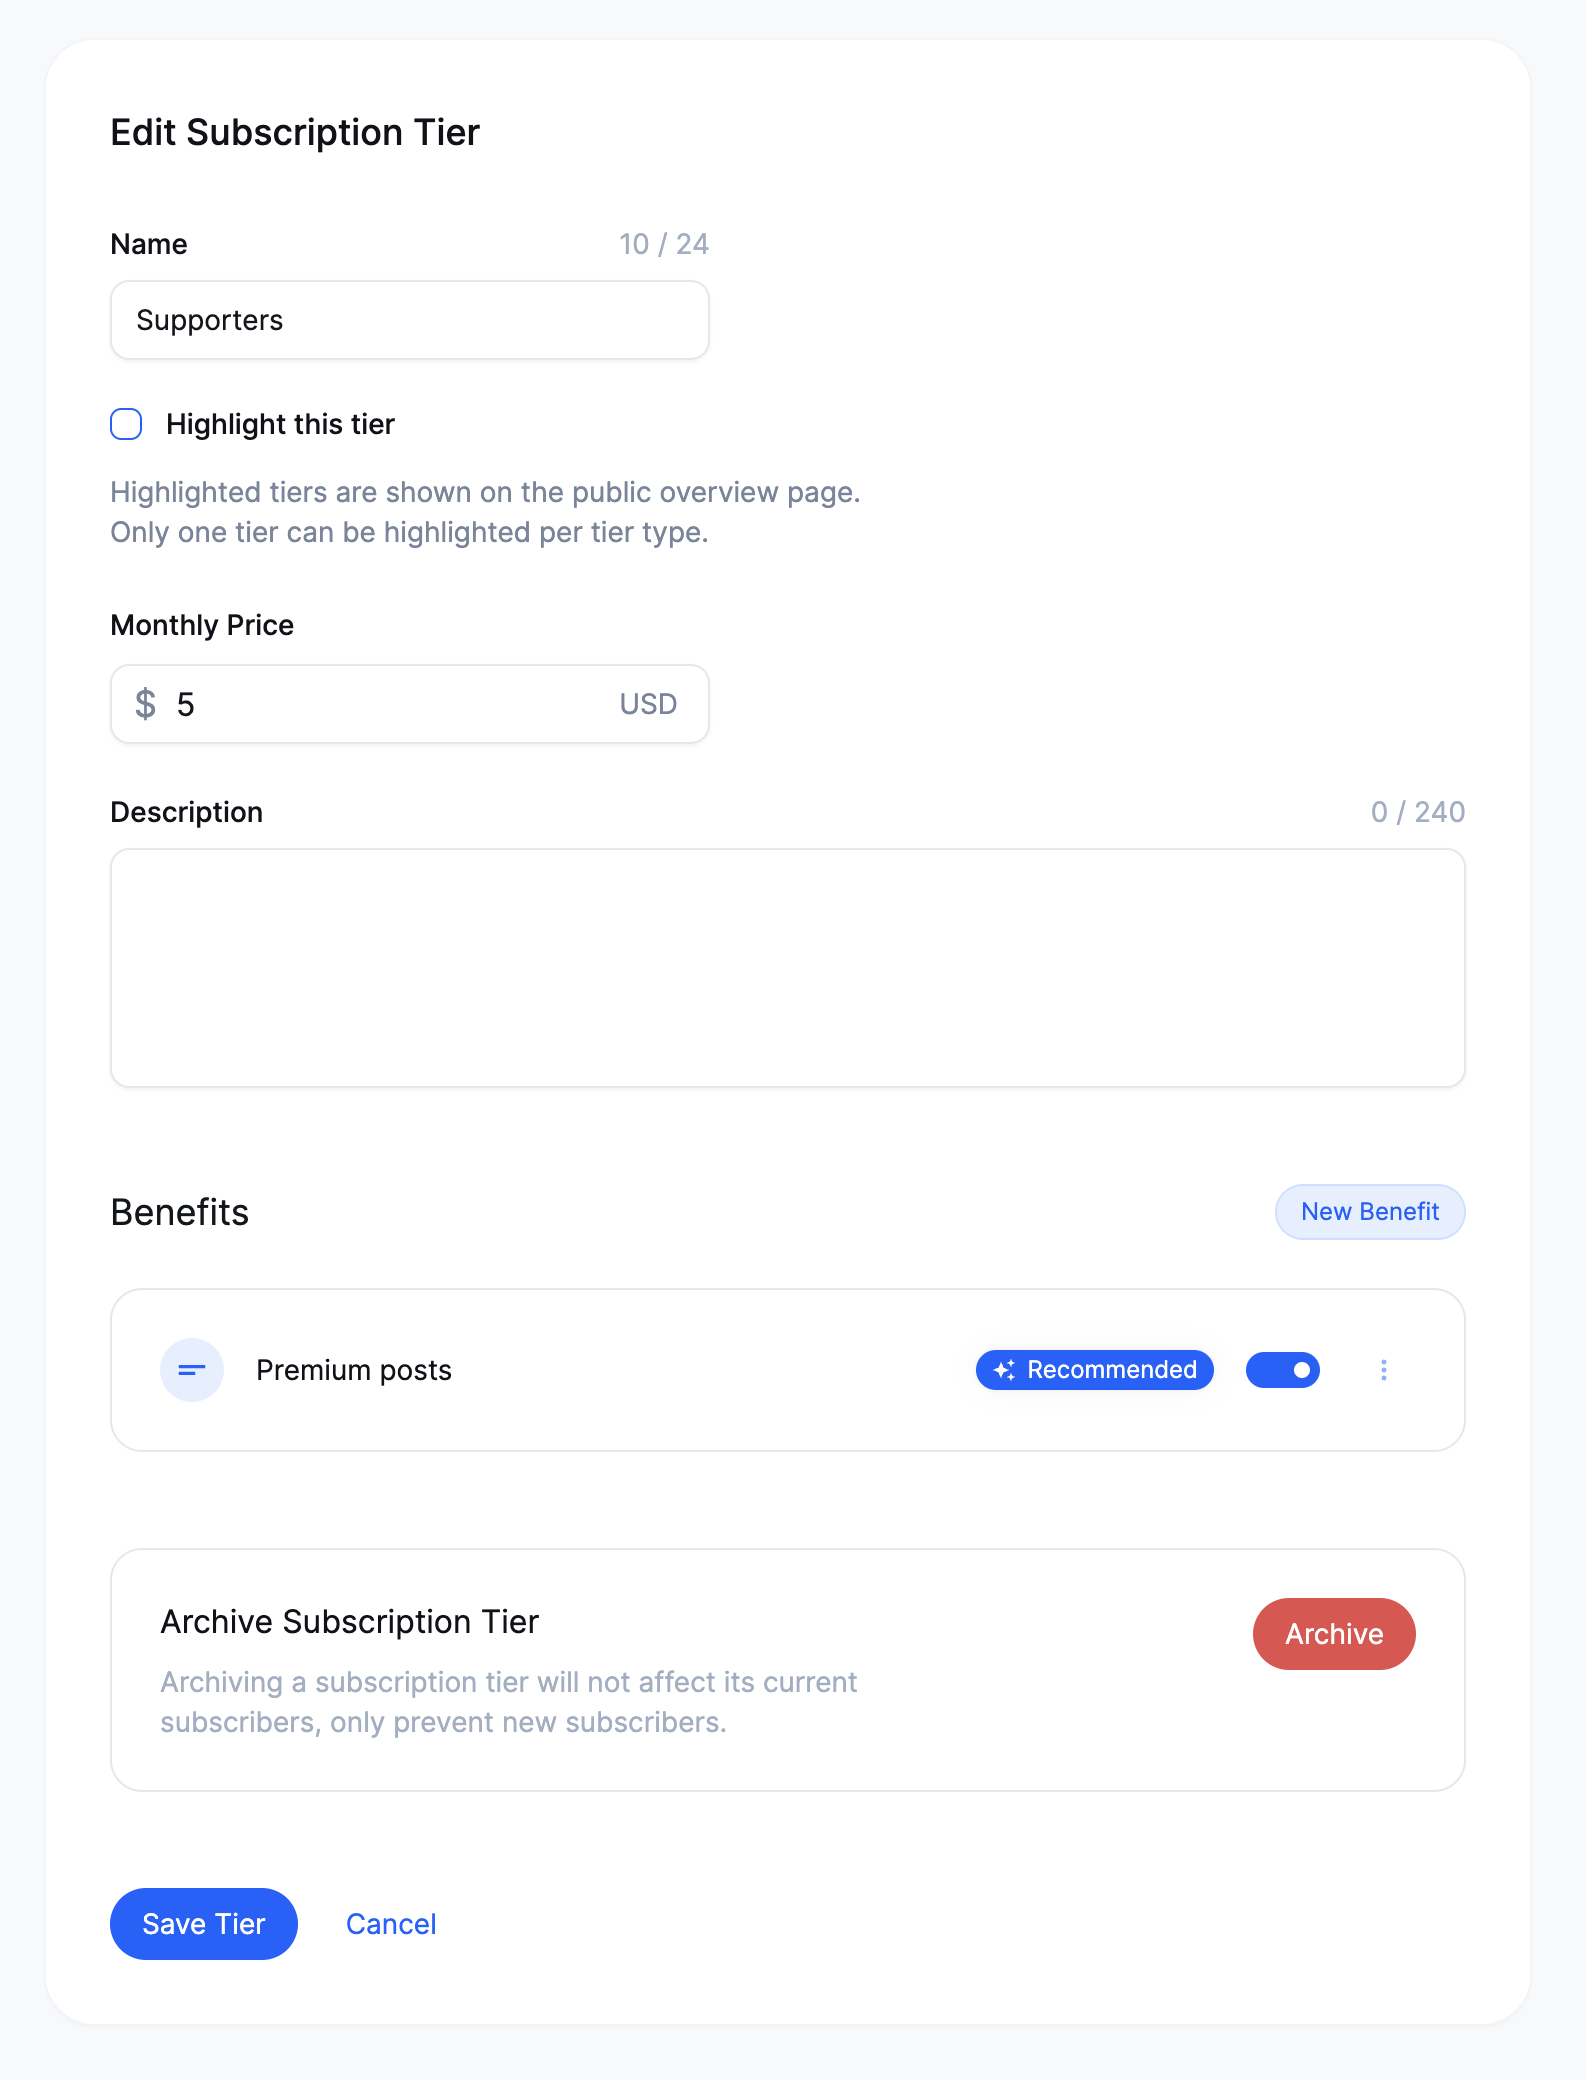 Edit Subscription Tier
Name
10 / 24
Supporters
Highlight this tier
Highlighted tiers are shown on the public overview page.
Only one tier can be highlighted per tier type.
Monthly Price
$ 5
USD
Description
0 / 240
Benefits
New Benefit
Premium posts
Recommended
Archive Subscription Tier
Archive
Archiving a subscription tier will not affect its current
subscribers, only prevent new subscribers.
Save Tier
Cancel